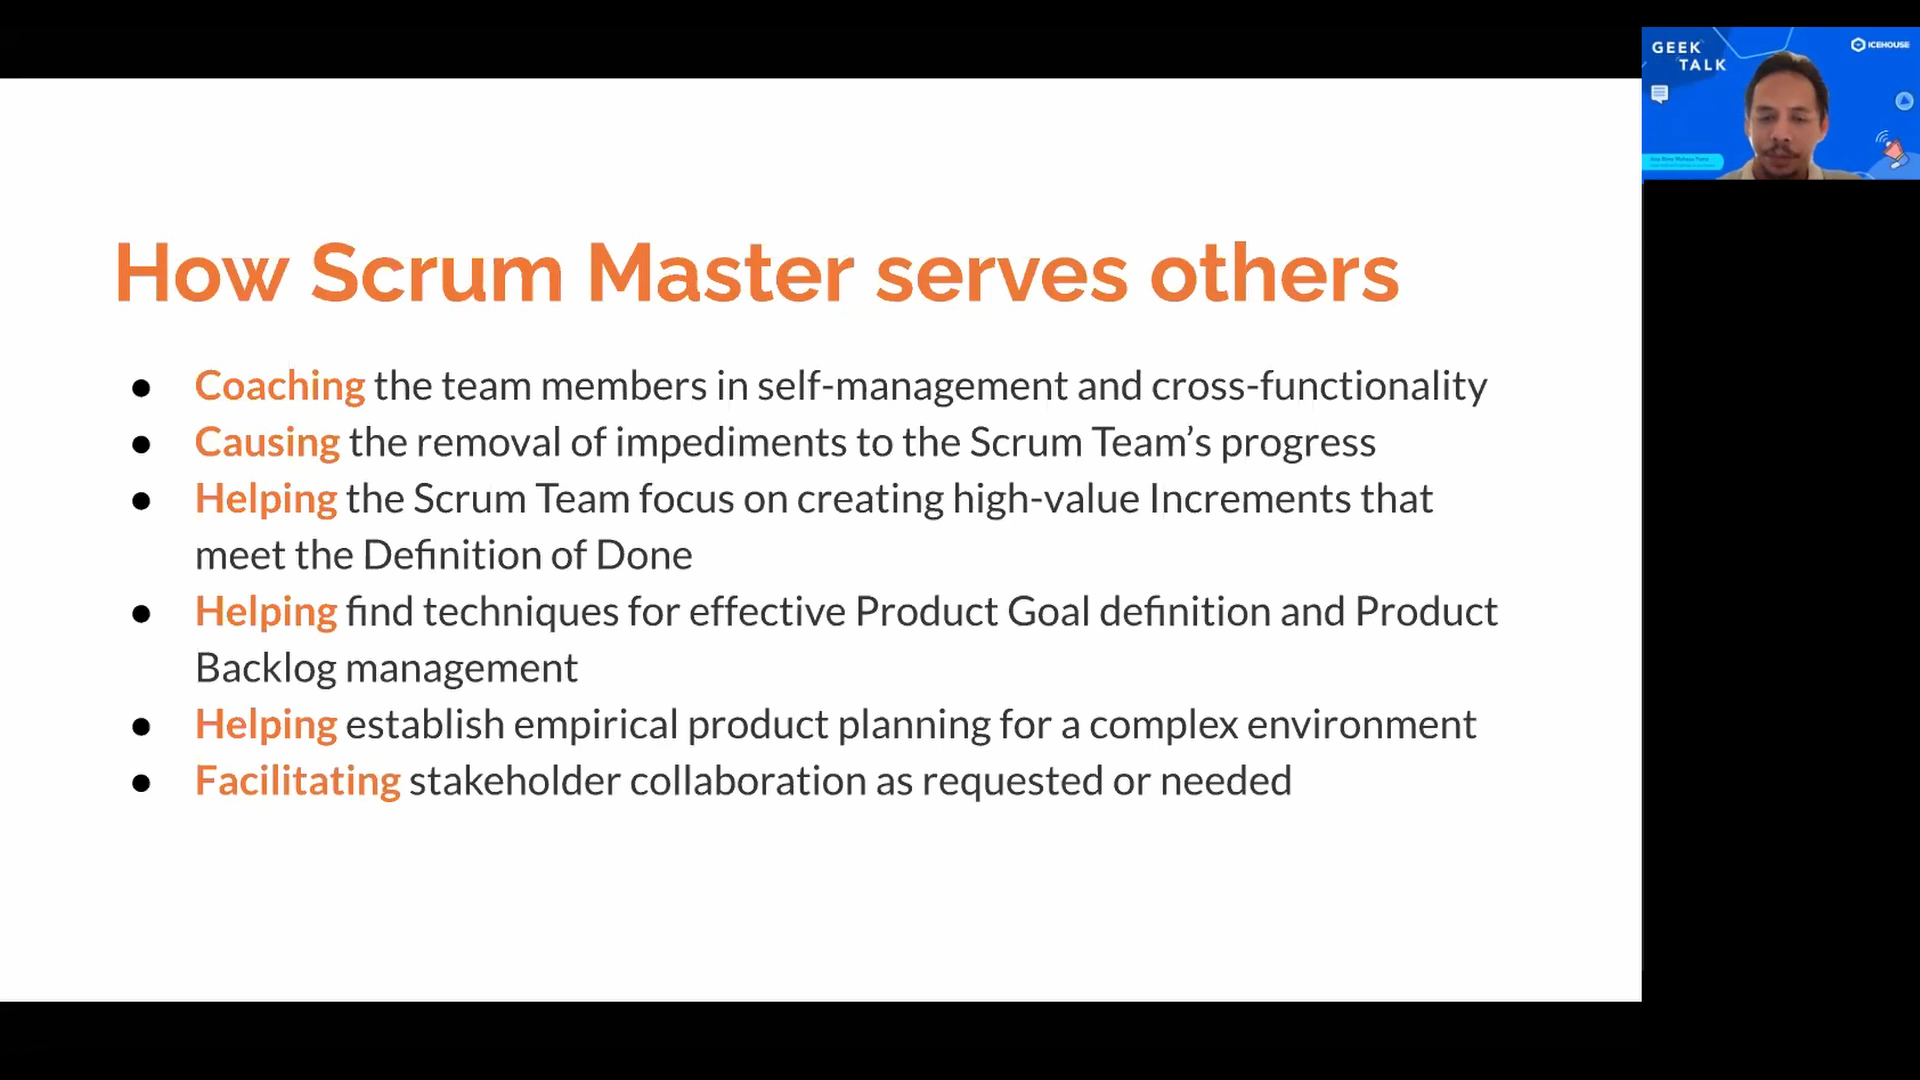 How Scrum Master serves others
● Coaching the team members in self-management and cross-functionality
● Causing the removal of impediments to the Scrum Team’s progress
● Helping the Scrum Team focus on creating high-value Increments that
meet the Definition of Done
● Helping find techniques for effective Product Goal definition and Product
Backlog management
● Helping establish empirical product planning for a complex environment
● Facilitating stakeholder collaboration as requested or needed
GEEK
TALK
ICEHOUSE